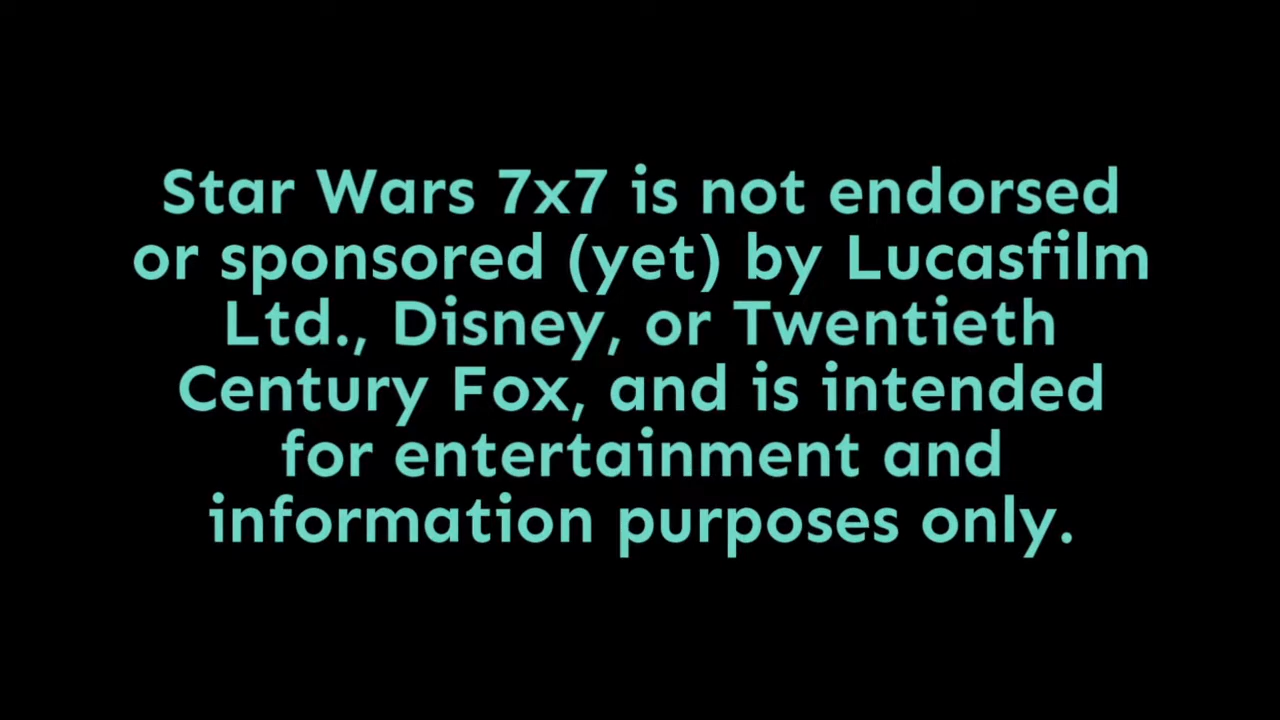 Star Wars 7x7 is not endorsed
or sponsored (yet) by Lucasfilm
Ltd., Disney, or Twentieth
Century Fox, and is intended
for entertainment and
information purposes only.